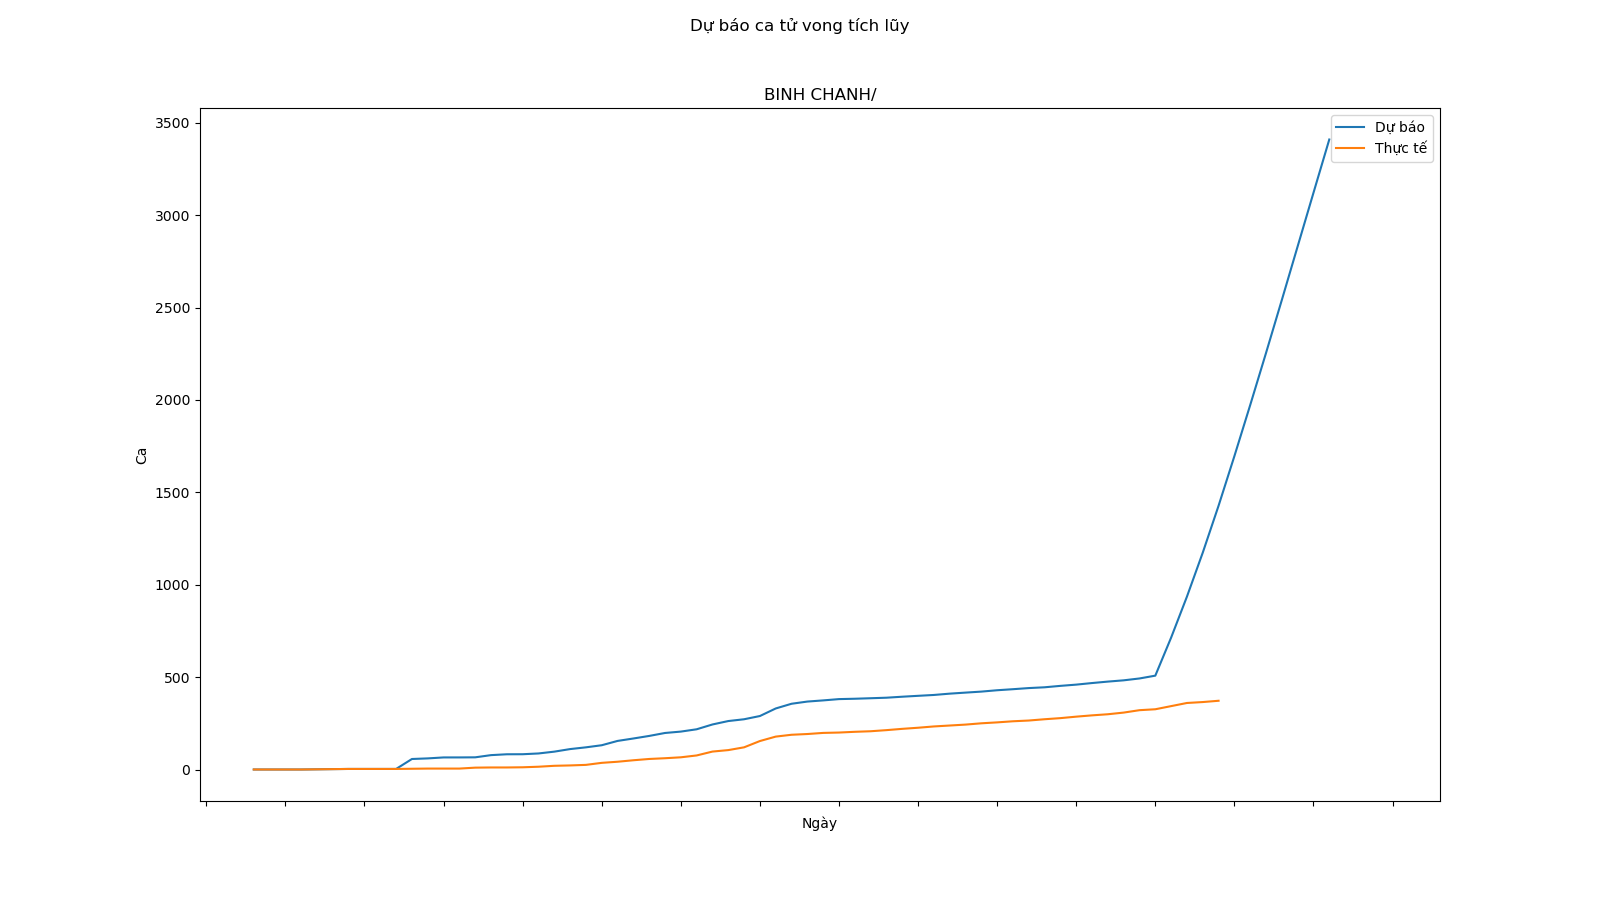 Dự báo ca tử vong tích lũy
BINH CHANH/
Dự báo
Thực tế
3500
3000
2500
2000
1500
1000
500
0
Ca
Ngày